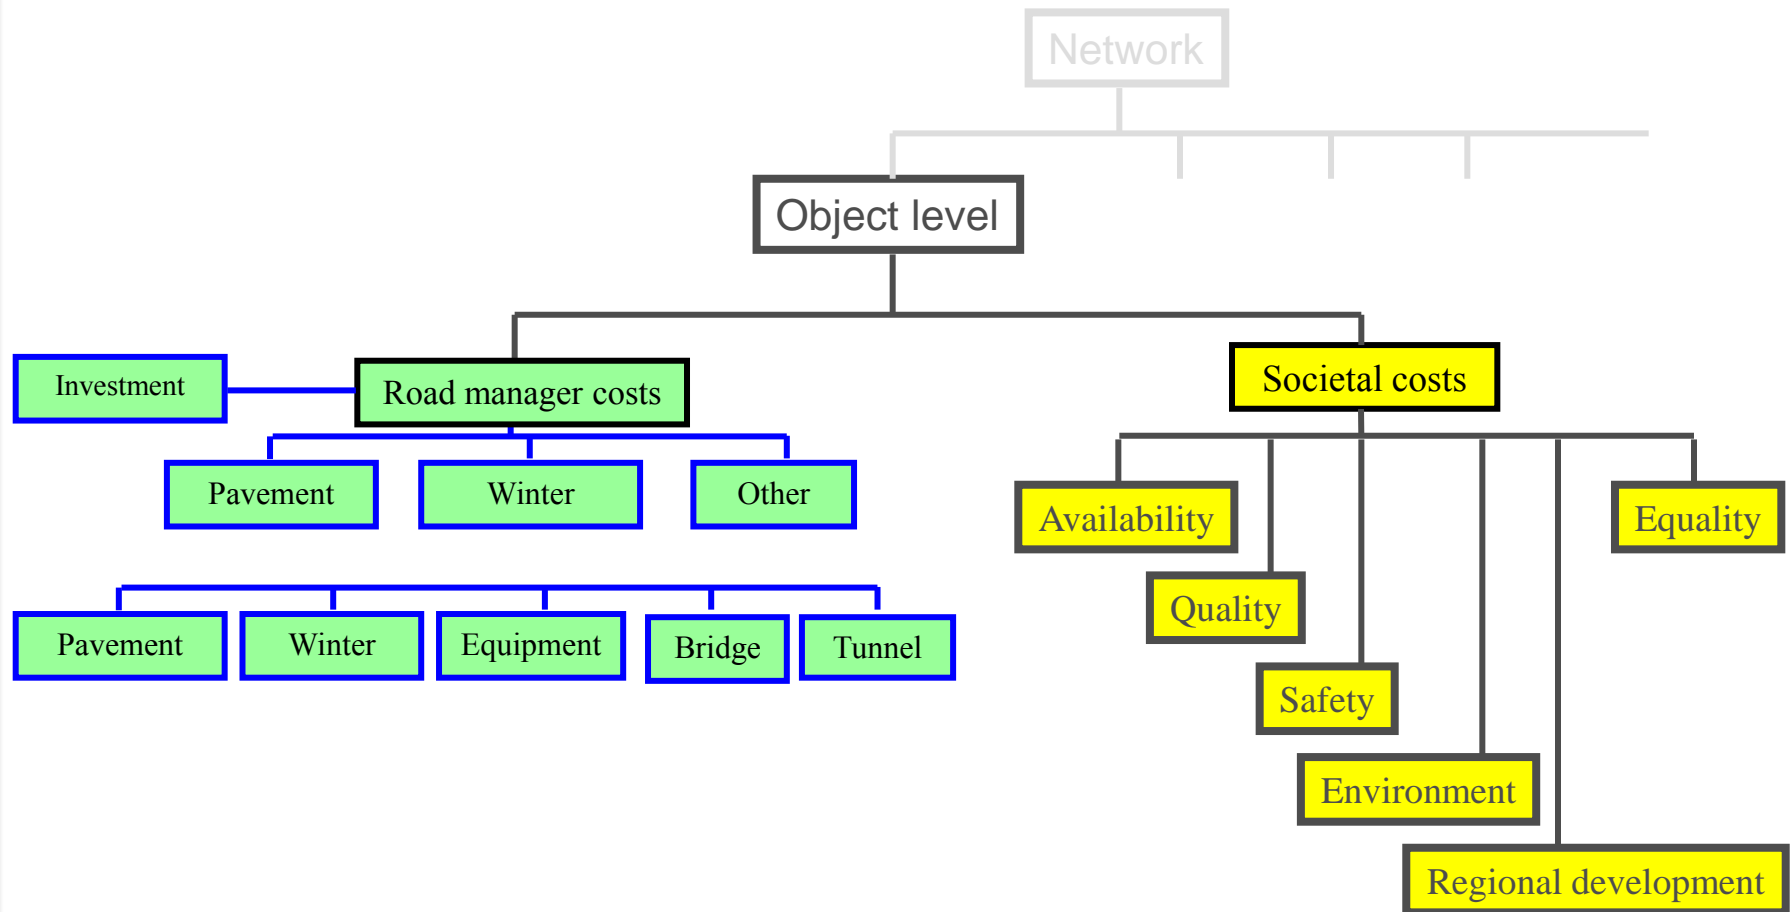 Network
Object level
Investment
Road manager costs
Societal costs
Pavement
Winter
Other
Availability
Equality
Quality
Pavement
Winter
Equipment
Bridge
Tunnel
Safety
Environment
Regional development